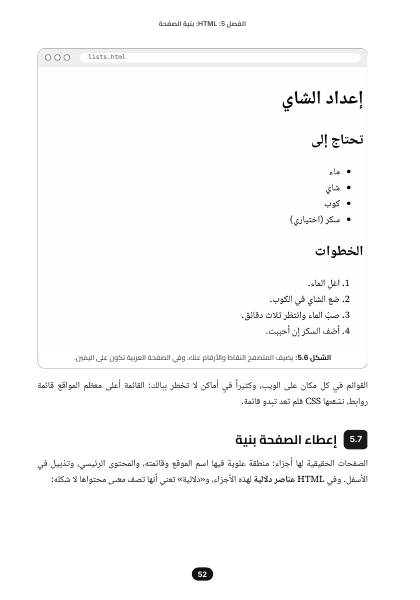 الفصل 5: HTML: بنية الصفحة
lists.html
إعداد الشاي
تحتاج إلى
• ماء
• شاي
• كوب
• سكر (اختياري)
الخطوات
1. اغلِ الماء.
2. ضع الشاي في الكوب.
3. صبّ الماء وانتظر ثلاث دقائق.
4. أضف السكر إن أحببت.
الشكل 5.6: يضيف المتصفح النقاط والأرقام عنك، وفي الصفحة العربية تكون على اليمين.
القوائم في كل مكان على الويب، وكثيراً في أماكن لا تخطر ببالك: القائمة أعلى معظم المواقع قائمة
روابط، نسّقتها CSS فلم تعد تبدو قائمة.
5.7 إعطاء الصفحة بنية
الصفحات الحقيقية لها أجزاء: منطقة علوية فيها اسم الموقع وقائمته، والمحتوى الرئيسي، وتذييل في
الأسفل. وفي HTML عناصر دلالية لهذه الأجزاء، و«دلالية» تعني أنها تصف معنى محتواها لا شكله:
52